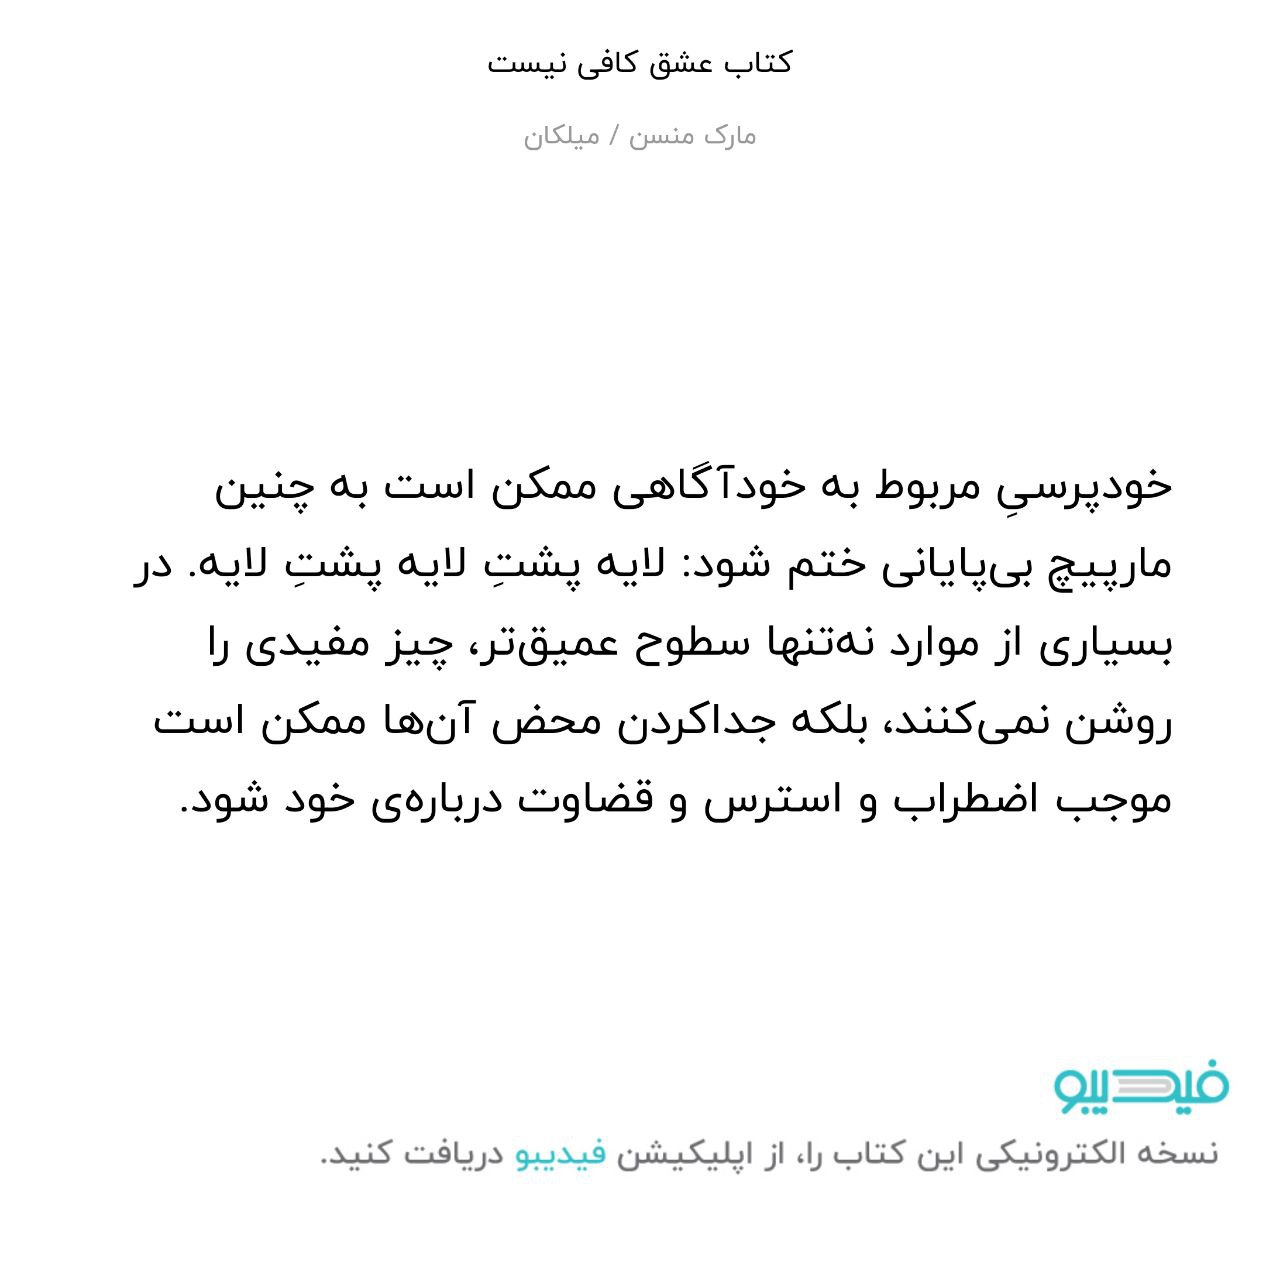 کتاب عشق کافی نیست
مارک منسن / میلکان
خودپرسیِ مربوط به خودآگاهی ممکن است به چنین
مارپیچ بی‌پایانی ختم شود: لایه پشتِ لایه پشتِ لایه. در
بسیاری از موارد نه‌تنها سطوح عمیق‌تر، چیز مفیدی را
روشن نمی‌کنند، بلکه جداکردن محض آن‌ها ممکن است
موجب اضطراب و استرس و قضاوت درباره‌ی خود شود.
فیدیبو
نسخه الکترونیکی این کتاب را، از اپلیکیشن فیدیبو دریافت کنید.